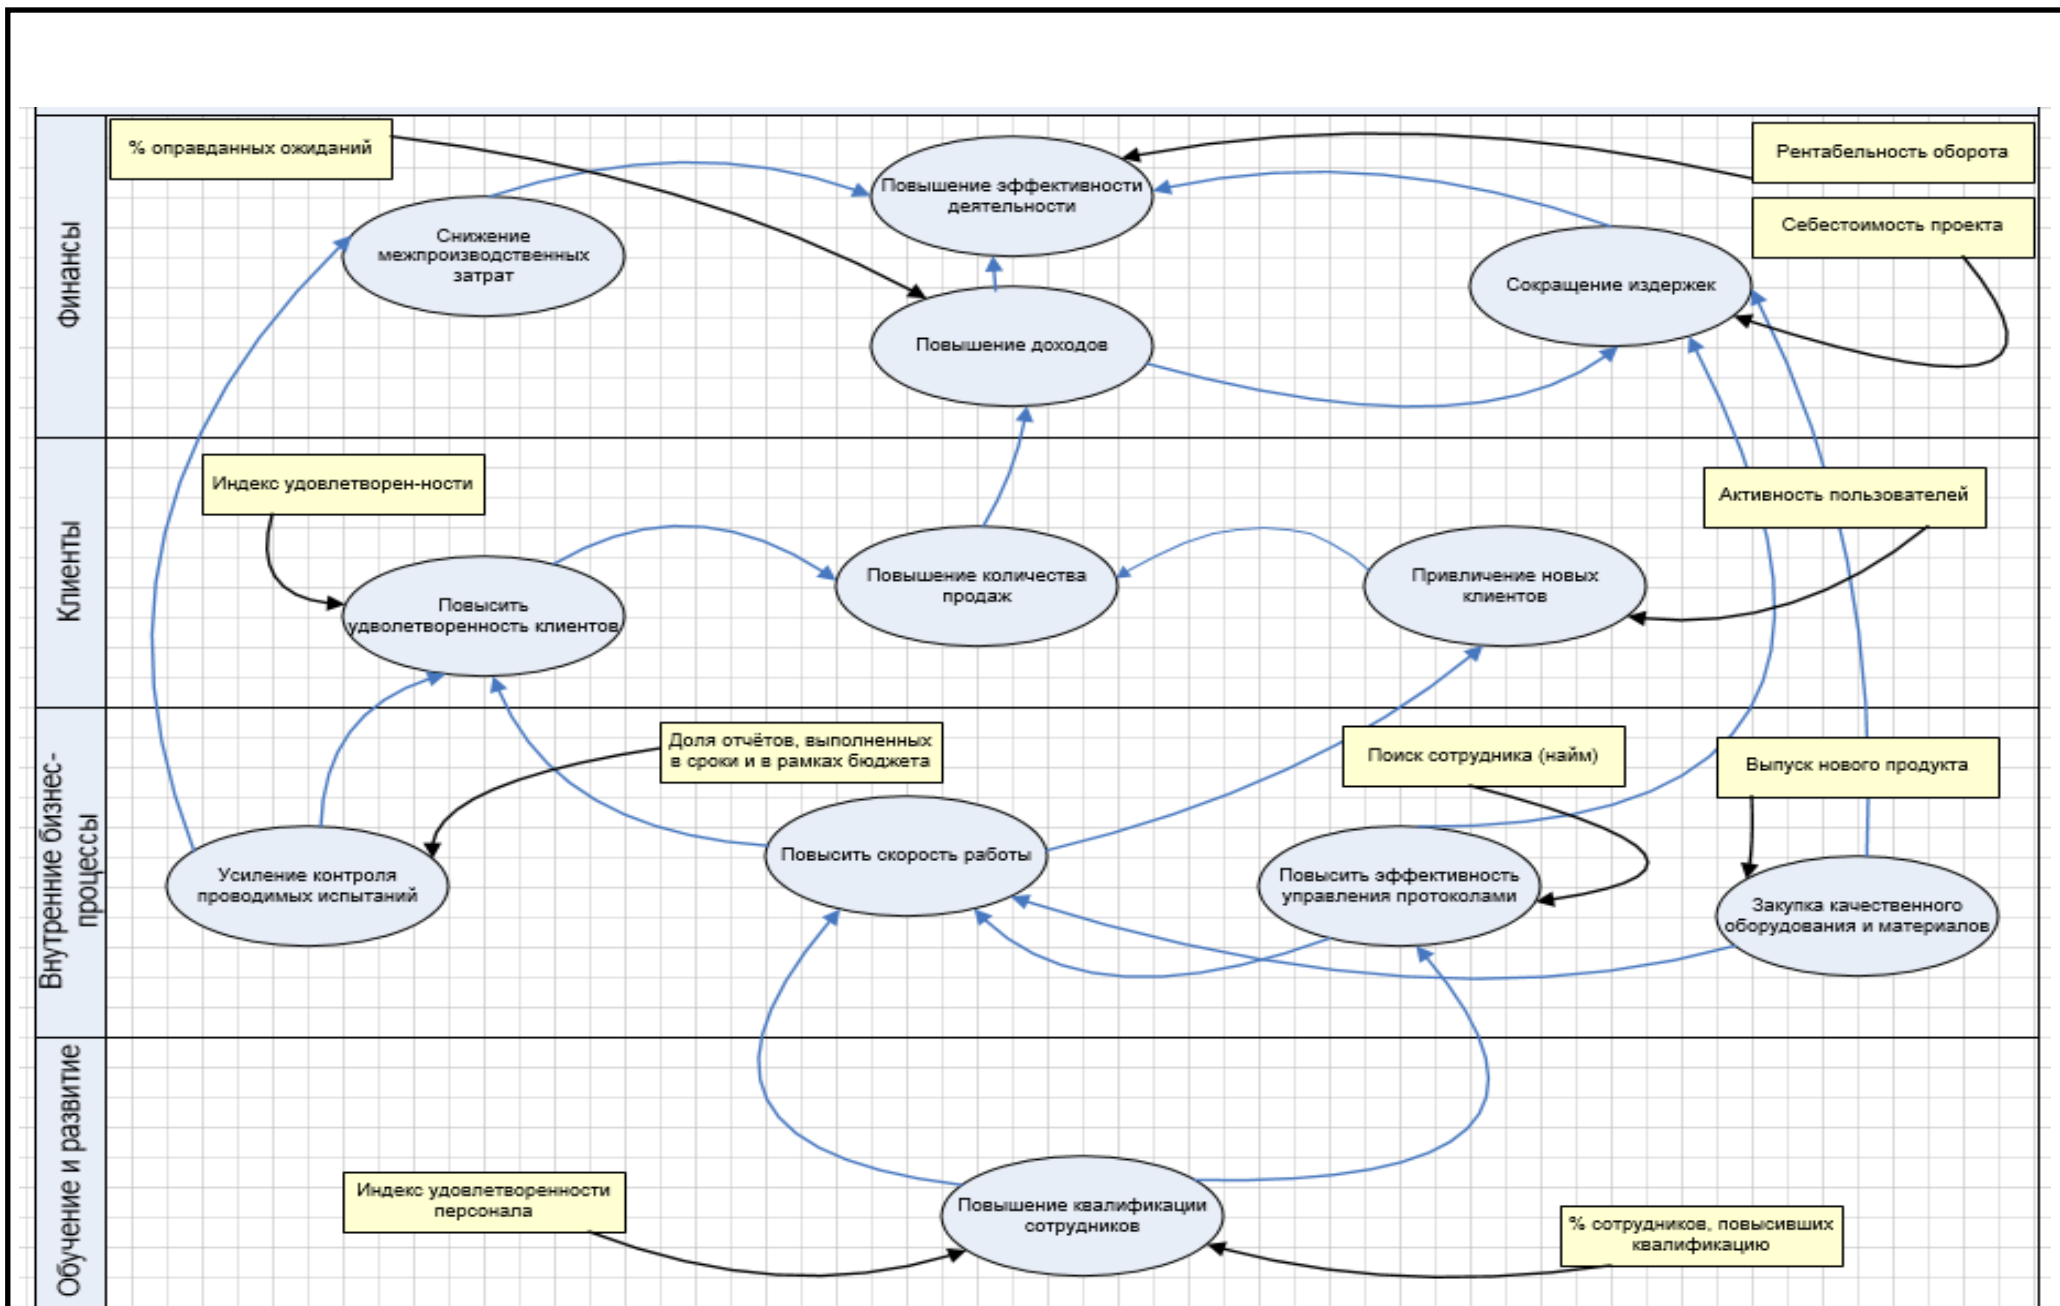 Финансы
% оправданных ожиданий
Повышение эффективности
деятельности
Рентабельность оборота
Себестоимость проекта
Снижение
межпроизводственных
затрат
Сокращение издержек
Повышение доходов
Клиенты
Индекс удовлетворен-ности
Активность пользователей
Повысить
удволетворенность клиентов
Повышение количества
продаж
Привличение новых
клиентов
Внутренние бизнес-
процессы
Доля отчётов, выполненных
в сроки и в рамках бюджета
Поиск сотрудника (найм)
Выпуск нового продукта
Усиление контроля
проводимых испытаний
Повысить скорость работы
Повысить эффективность
управления протоколами
Закупка качественного
оборудования и материалов
Обучение и развитие
Индекс удовлетворенности
персонала
Повышение квалификации
сотрудников
% сотрудников, повысивших
квалификацию